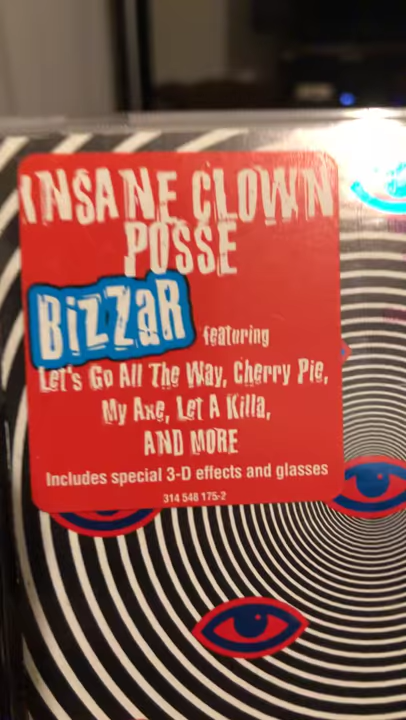 INSANE CLOWN
POSSE
BiZZaR featuring
Let's Go All The Way, Cherry Pie,
My Axe, Let A Killa,
AND MORE
Includes special 3-D effects and glasses
314 548 175-2